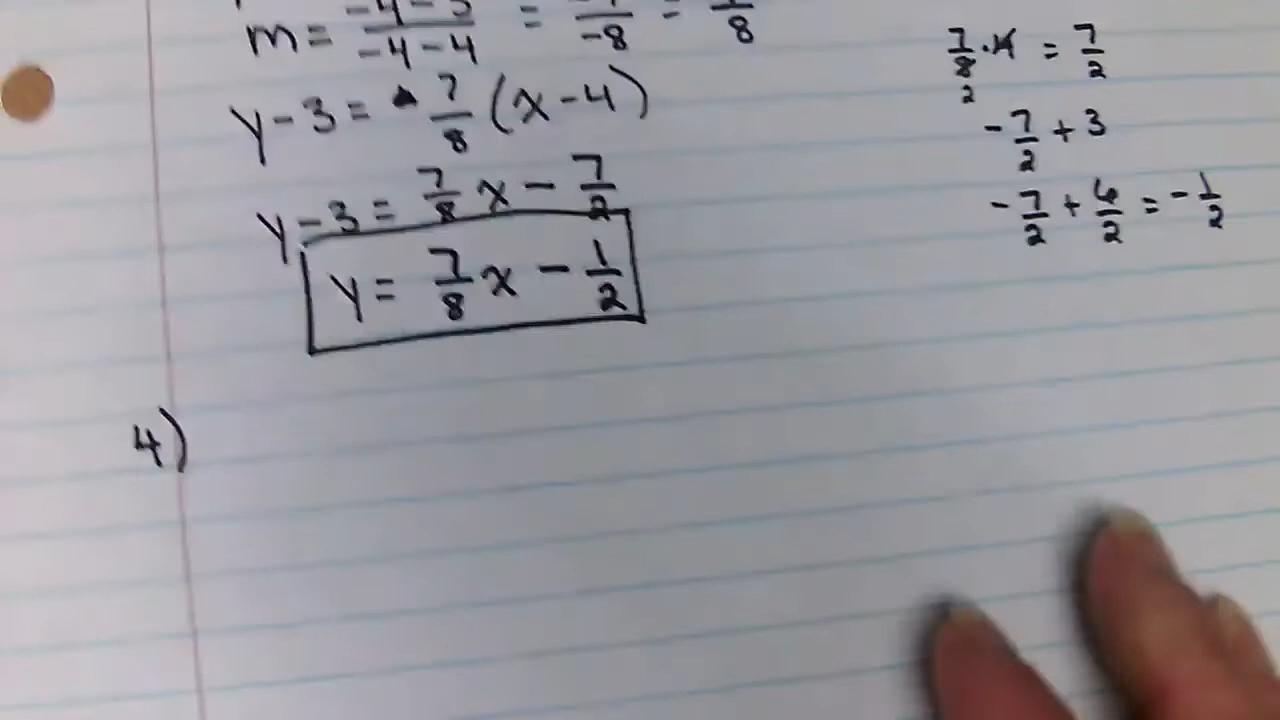 m = -4-3/-4-4 = -7/-8 = 7/8
y-3 = 7/8 (x-4)
y-3 = 7/8 x - 7/2
y = 7/8 x - 1/2
7/8 · 4 = 7/2
2
-7/2 + 3
-7/2 + 6/2 = -1/2
4)